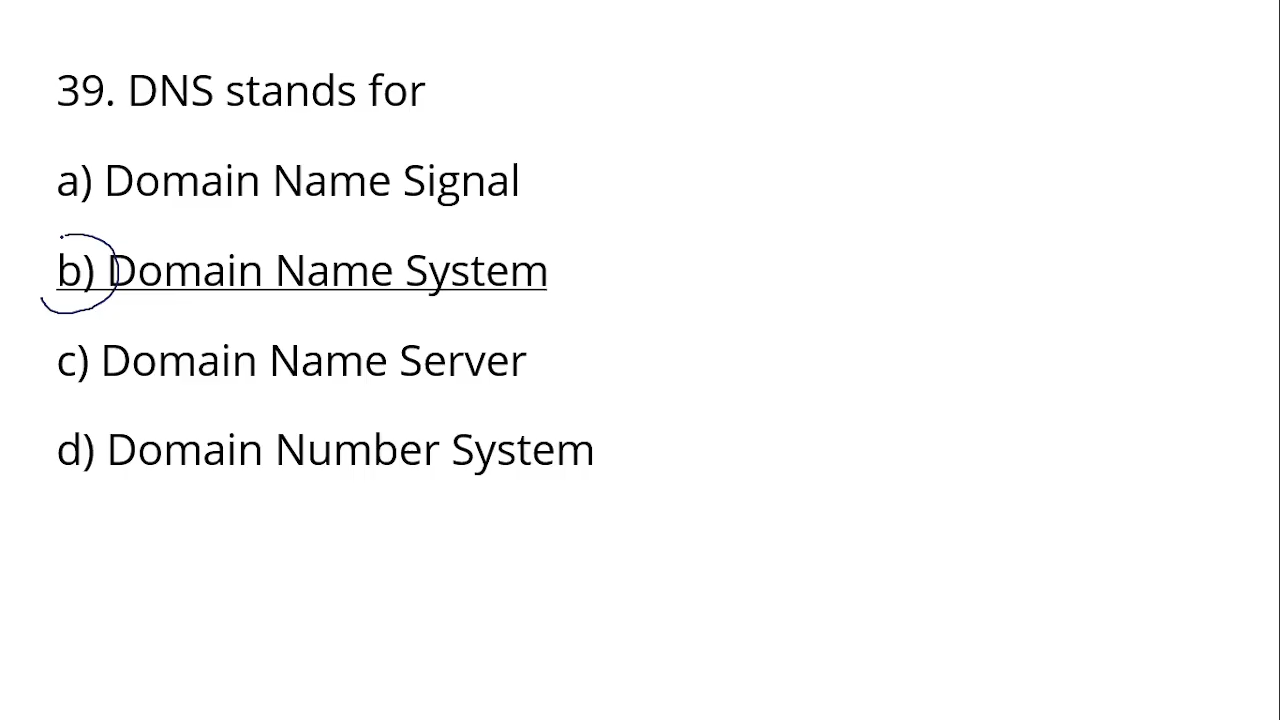 39. DNS stands for
a) Domain Name Signal
b) Domain Name System
c) Domain Name Server
d) Domain Number System